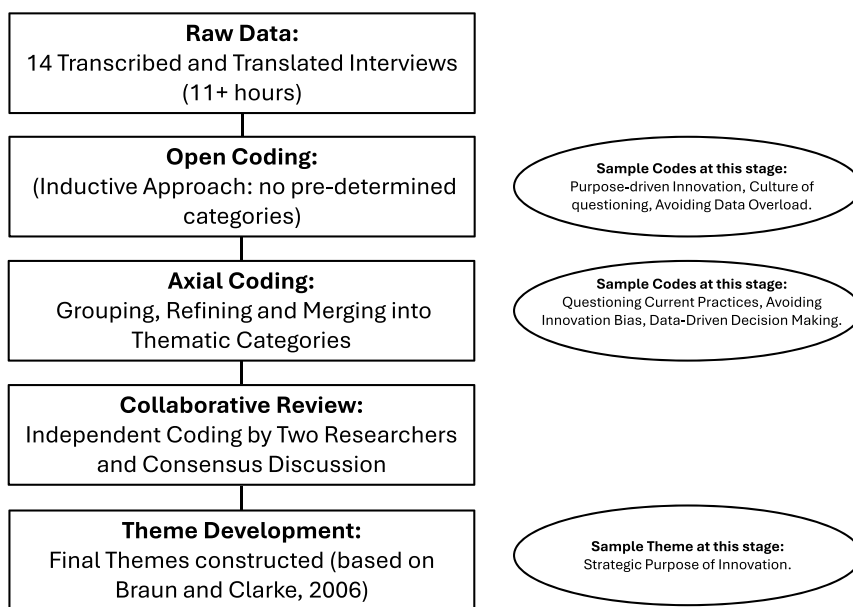 Raw Data:
14 Transcribed and Translated Interviews
(11+ hours)
Open Coding:
(Inductive Approach: no pre-determined
categories)
Sample Codes at this stage:
Purpose-driven Innovation, Culture of
questioning, Avoiding Data Overload.
Axial Coding:
Grouping, Refining and Merging into
Thematic Categories
Sample Codes at this stage:
Questioning Current Practices, Avoiding
Innovation Bias, Data-Driven Decision Making.
Collaborative Review:
Independent Coding by Two Researchers
and Consensus Discussion
Theme Development:
Final Themes constructed (based on
Braun and Clarke, 2006)
Sample Theme at this stage:
Strategic Purpose of Innovation.